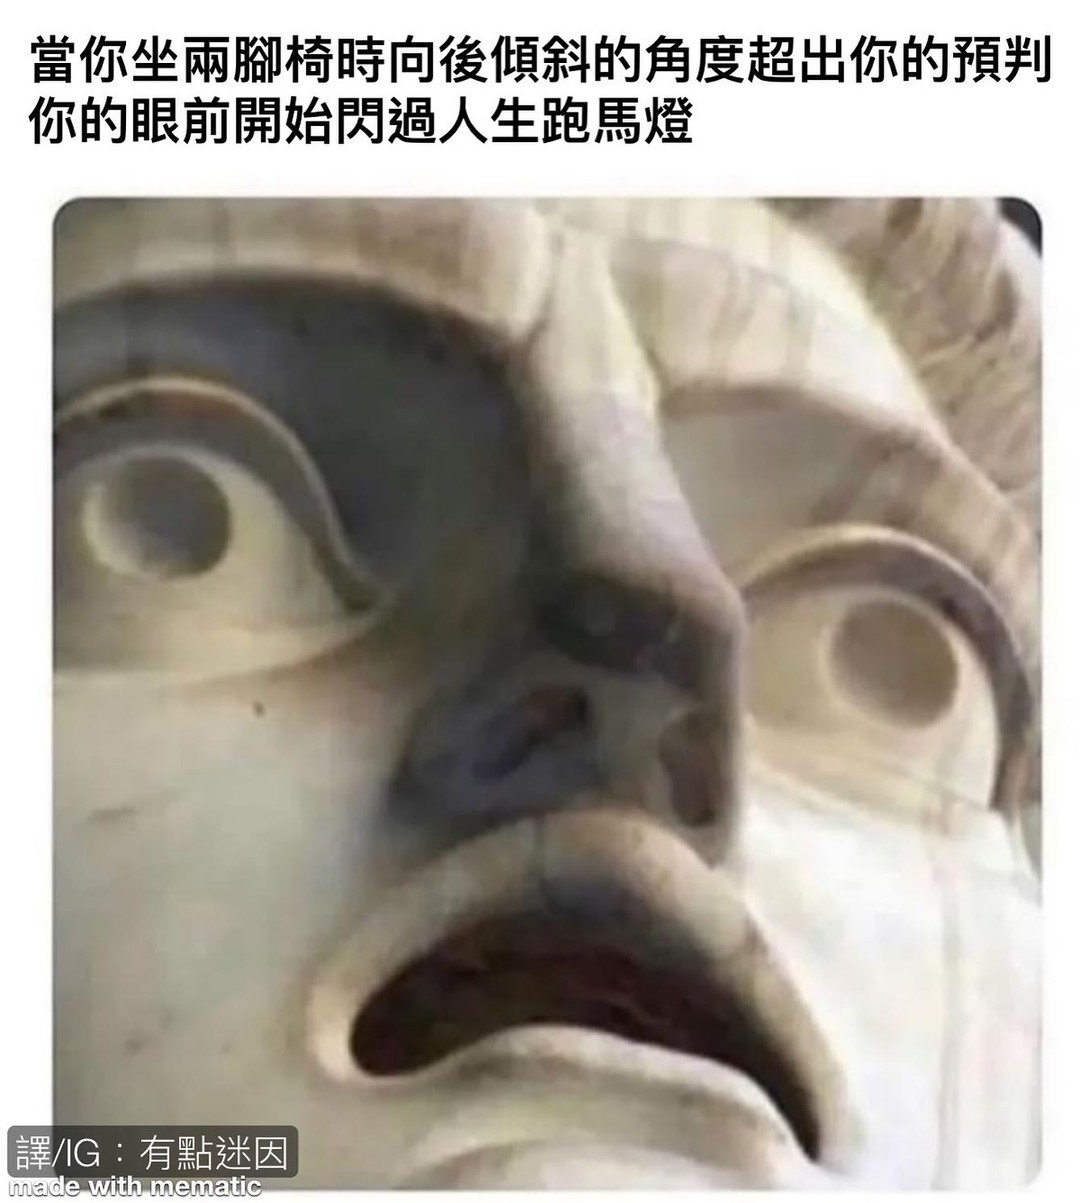 當你坐兩腳椅時向後傾斜的角度超出你的預判
你的眼前開始閃過人生跑馬燈
譯/IG：有點迷因
made with mematic